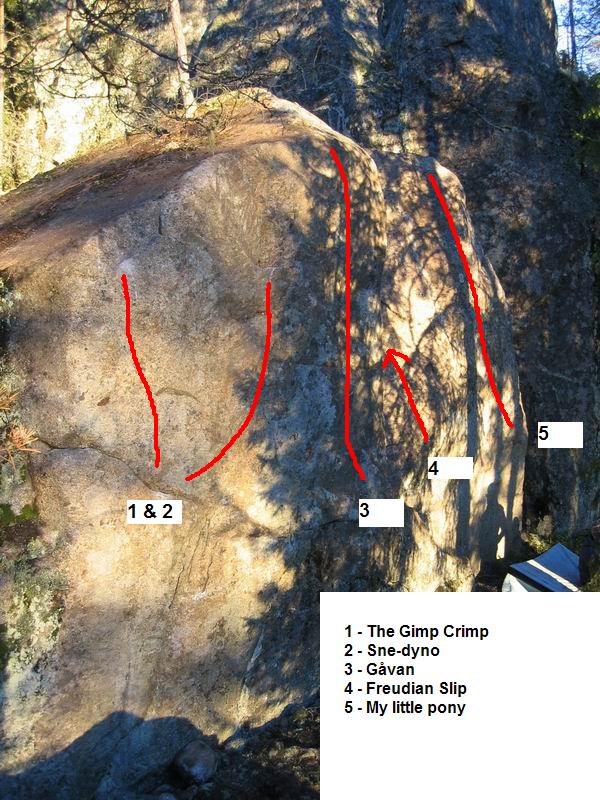 5
4
3
1 & 2
1 - The Gimp Crimp
2 - Sne-dyno
3 - Gåvan
4 - Freudian Slip
5 - My little pony